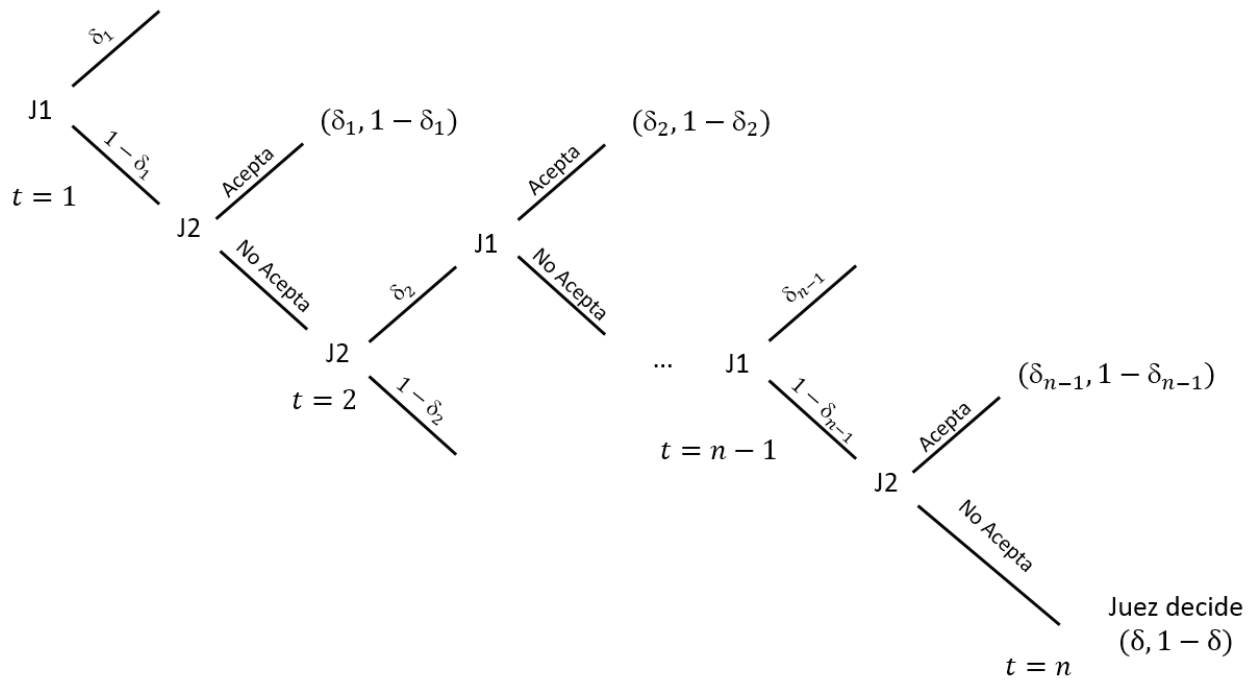 δ₁
J1
1 − δ₁
t = 1
J2
Acepta
(δ₁, 1 − δ₁)
No Acepta
J2
t = 2
δ₂
1 − δ₂
J1
Acepta
(δ₂, 1 − δ₂)
No Acepta
...
J1
δₙ₋₁
1 − δₙ₋₁
t = n − 1
J2
Acepta
(δₙ₋₁, 1 − δₙ₋₁)
No Acepta
Juez decide
(δ, 1 − δ)
t = n